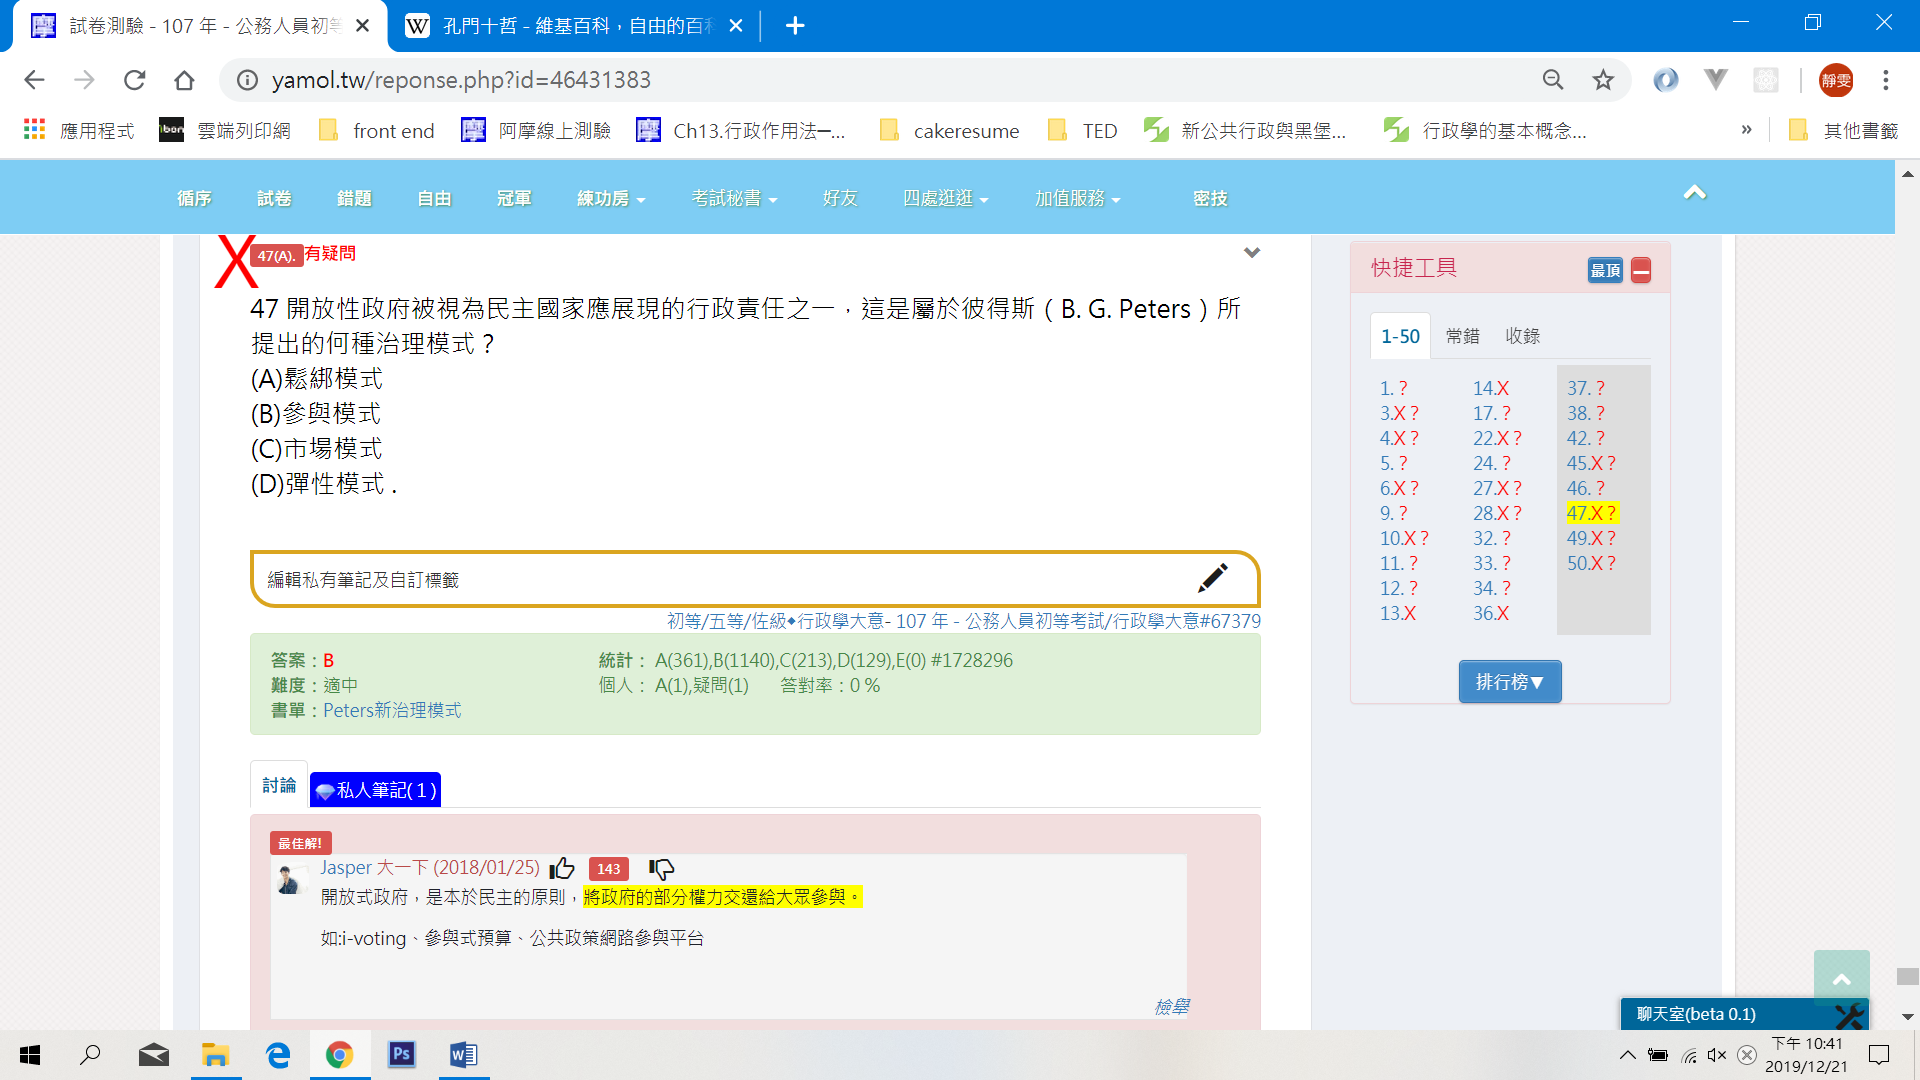 試卷測驗 - 107 年 - 公務人員初等
孔門十哲 - 維基百科，自由的百科
yamol.tw/reponse.php?id=46431383
靜雯
應用程式
ibon
雲端列印網
front end
摩
阿摩線上測驗
摩
Ch13.行政作用法─...
cakeresume
TED
新公共行政與黑堡...
行政學的基本概念...
»
其他書籤
循序
試卷
錯題
自由
冠軍
練功房
考試秘書
好友
四處逛逛
加值服務
密技
X
47(A).
有疑問
47 開放性政府被視為民主國家應展現的行政責任之一，這是屬於彼得斯（B. G. Peters）所
提出的何種治理模式？
(A)鬆綁模式
(B)參與模式
(C)市場模式
(D)彈性模式 .
編輯私有筆記及自訂標籤
初等/五等/佐級◆行政學大意- 107 年 - 公務人員初等考試/行政學大意#67379
答案：B
難度：適中
書單：Peters新治理模式
統計： A(361),B(1140),C(213),D(129),E(0) #1728296
個人： A(1),疑問(1) 答對率：0 %
討論
私人筆記( 1 )
最佳解!
Jasper 大一下 (2018/01/25)
143
開放式政府，是本於民主的原則，將政府的部分權力交還給大眾參與。
如:i-voting、參與式預算、公共政策網路參與平台
檢舉
快捷工具
最頂
1-50
常錯
收錄
1. ?
3.X ?
4.X ?
5. ?
6.X ?
9. ?
10.X ?
11. ?
12. ?
13.X
14.X
17. ?
22.X ?
24. ?
27.X ?
28.X ?
32. ?
33. ?
34. ?
36.X
37. ?
38. ?
42. ?
45.X ?
46. ?
47.X ?
49.X ?
50.X ?
排行榜▼
聊天室(beta 0.1)
Ps
下午 10:41
2019/12/21